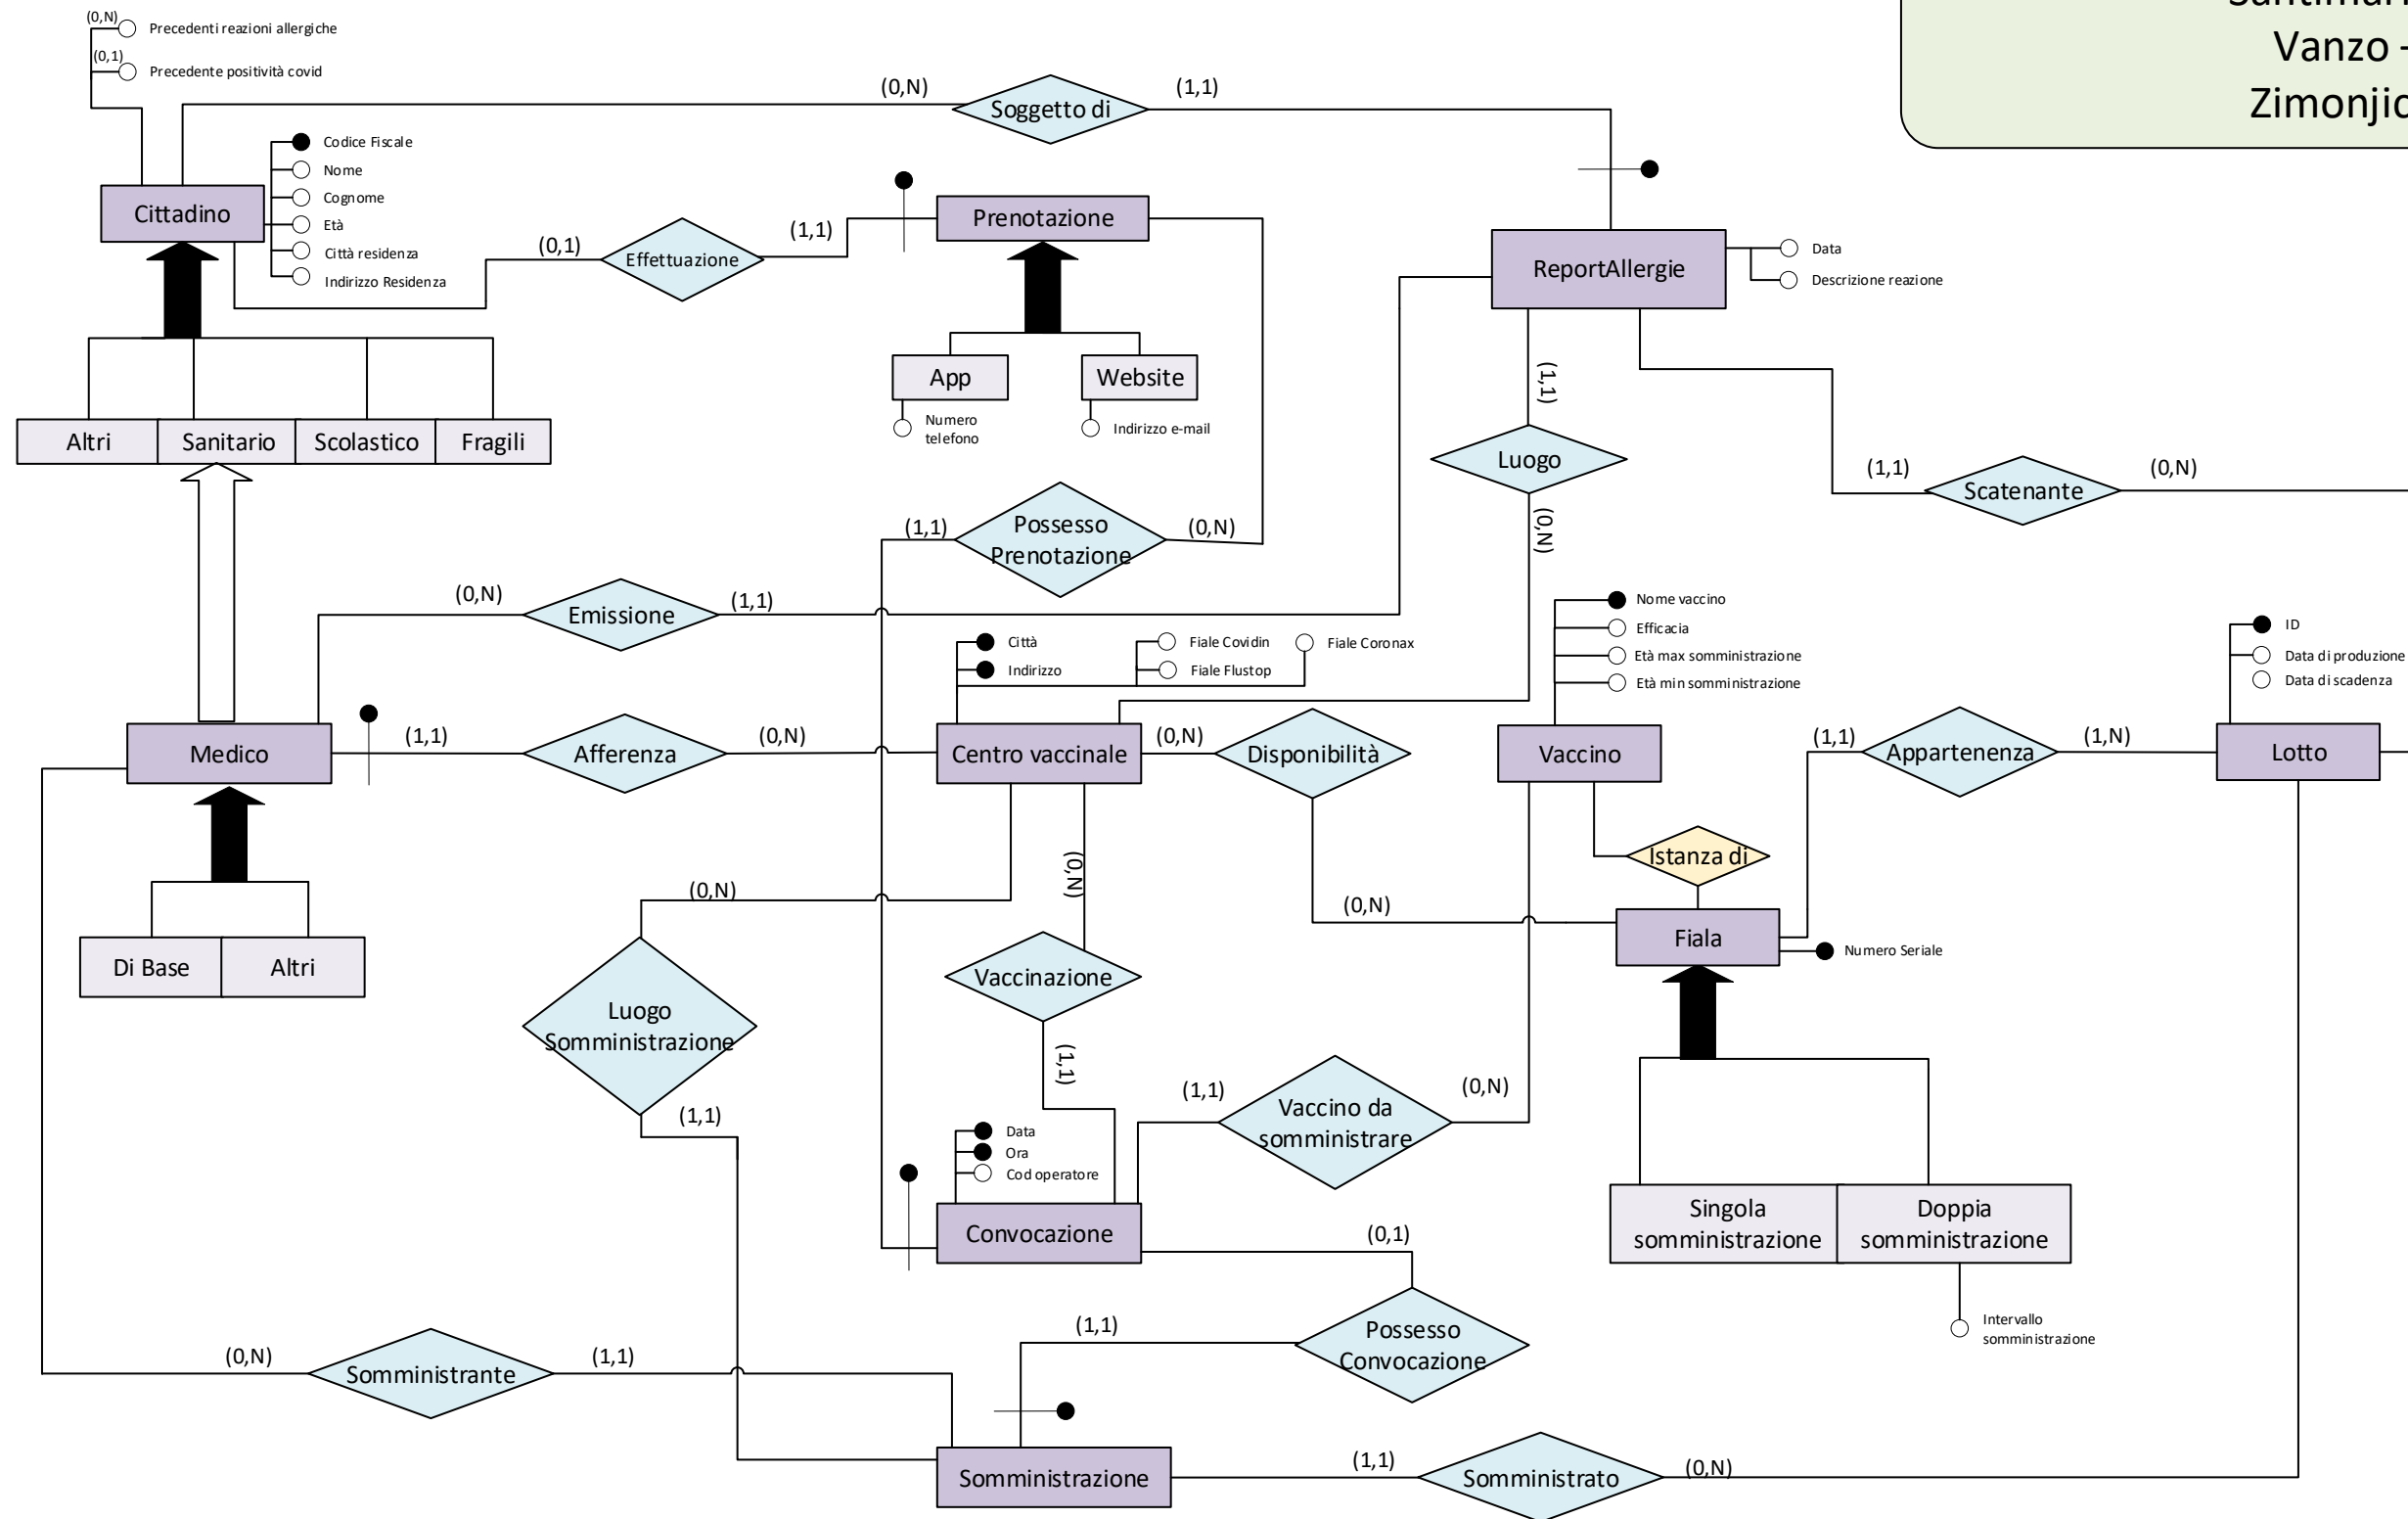 Santimari
Vanzo -
Zimonjic
(0,N)
Precedenti reazioni allergiche
(0,1)
Precedente positività covid
(0,N)
Soggetto di
(1,1)
Codice Fiscale
Nome
Cognome
Età
Città residenza
Indirizzo Residenza
Cittadino
(0,1)
Effettuazione
(1,1)
Prenotazione
ReportAllergie
Data
Descrizione reazione
App
Website
Numero
telefono
Indirizzo e-mail
Altri
Sanitario
Scolastico
Fragili
(1,1)
Luogo
(0,N)
(1,1)
Scatenante
(0,N)
(1,1)
Possesso
Prenotazione
(0,N)
(0,N)
Emissione
(1,1)
Città
Indirizzo
Fiale Covidin
Fiale Flustop
Fiale Coronax
Nome vaccino
Efficacia
Età max somministrazione
Età min somministrazione
ID
Data di produzione
Data di scadenza
Medico
(1,1)
Afferenza
(0,N)
Centro vaccinale
(0,N)
Disponibilità
Vaccino
(1,1)
Appartenenza
(1,N)
Lotto
Istanza di
(0,N)
(0,N)
(0,N)
Fiala
Numero Seriale
Di Base
Altri
Luogo
Somministrazione
Vaccinazione
(1,1)
(1,1)
(1,1)
Vaccino da
somministrare
(0,N)
Data
Ora
Cod operatore
Convocazione
Singola
somministrazione
Doppia
somministrazione
Intervallo
somministrazione
(0,1)
Possesso
Convocazione
(1,1)
(0,N)
Somministrante
(1,1)
Somministrazione
(1,1)
Somministrato
(0,N)